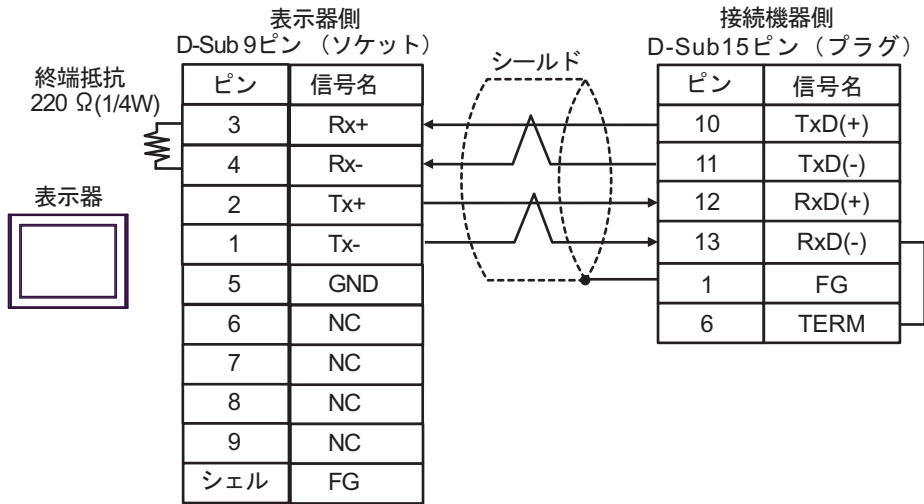 表示器側
D-Sub 9ピン （ソケット）
接続機器側
D-Sub15ピン（プラグ）
シールド
終端抵抗
220 Ω(1/4W)
表示器
ピン 信号名
3 Rx+
4 Rx-
2 Tx+
1 Tx-
5 GND
6 NC
7 NC
8 NC
9 NC
シェル FG
ピン 信号名
10 TxD(+)
11 TxD(-)
12 RxD(+)
13 RxD(-)
1 FG
6 TERM